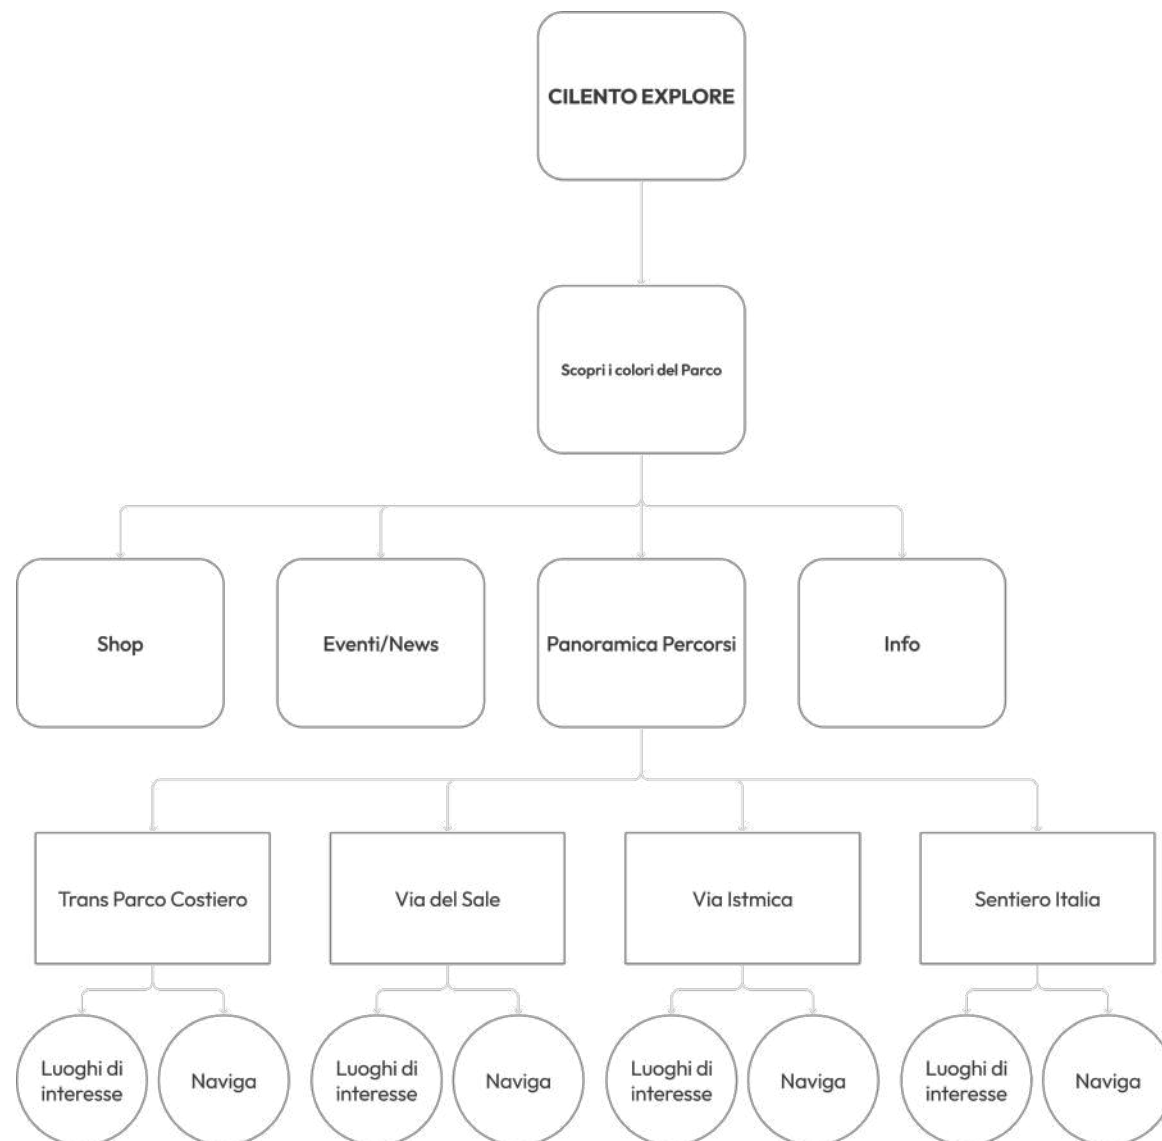 CILENTO EXPLORE
Scopri i colori del Parco
Shop
Eventi/News
Panoramica Percorsi
Info
Trans Parco Costiero
Via del Sale
Via Istmica
Sentiero Italia
Luoghi di
interesse
Naviga
Luoghi di
interesse
Naviga
Luoghi di
interesse
Naviga
Luoghi di
interesse
Naviga